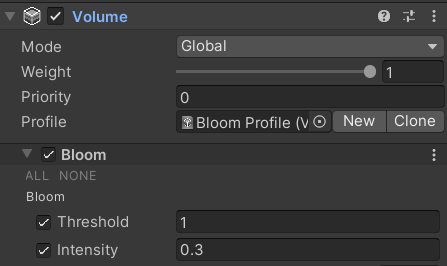 Volume
Mode Global
Weight 1
Priority 0
Profile Bloom Profile (V New Clone
Bloom
ALL NONE
Bloom
Threshold 1
Intensity 0.3